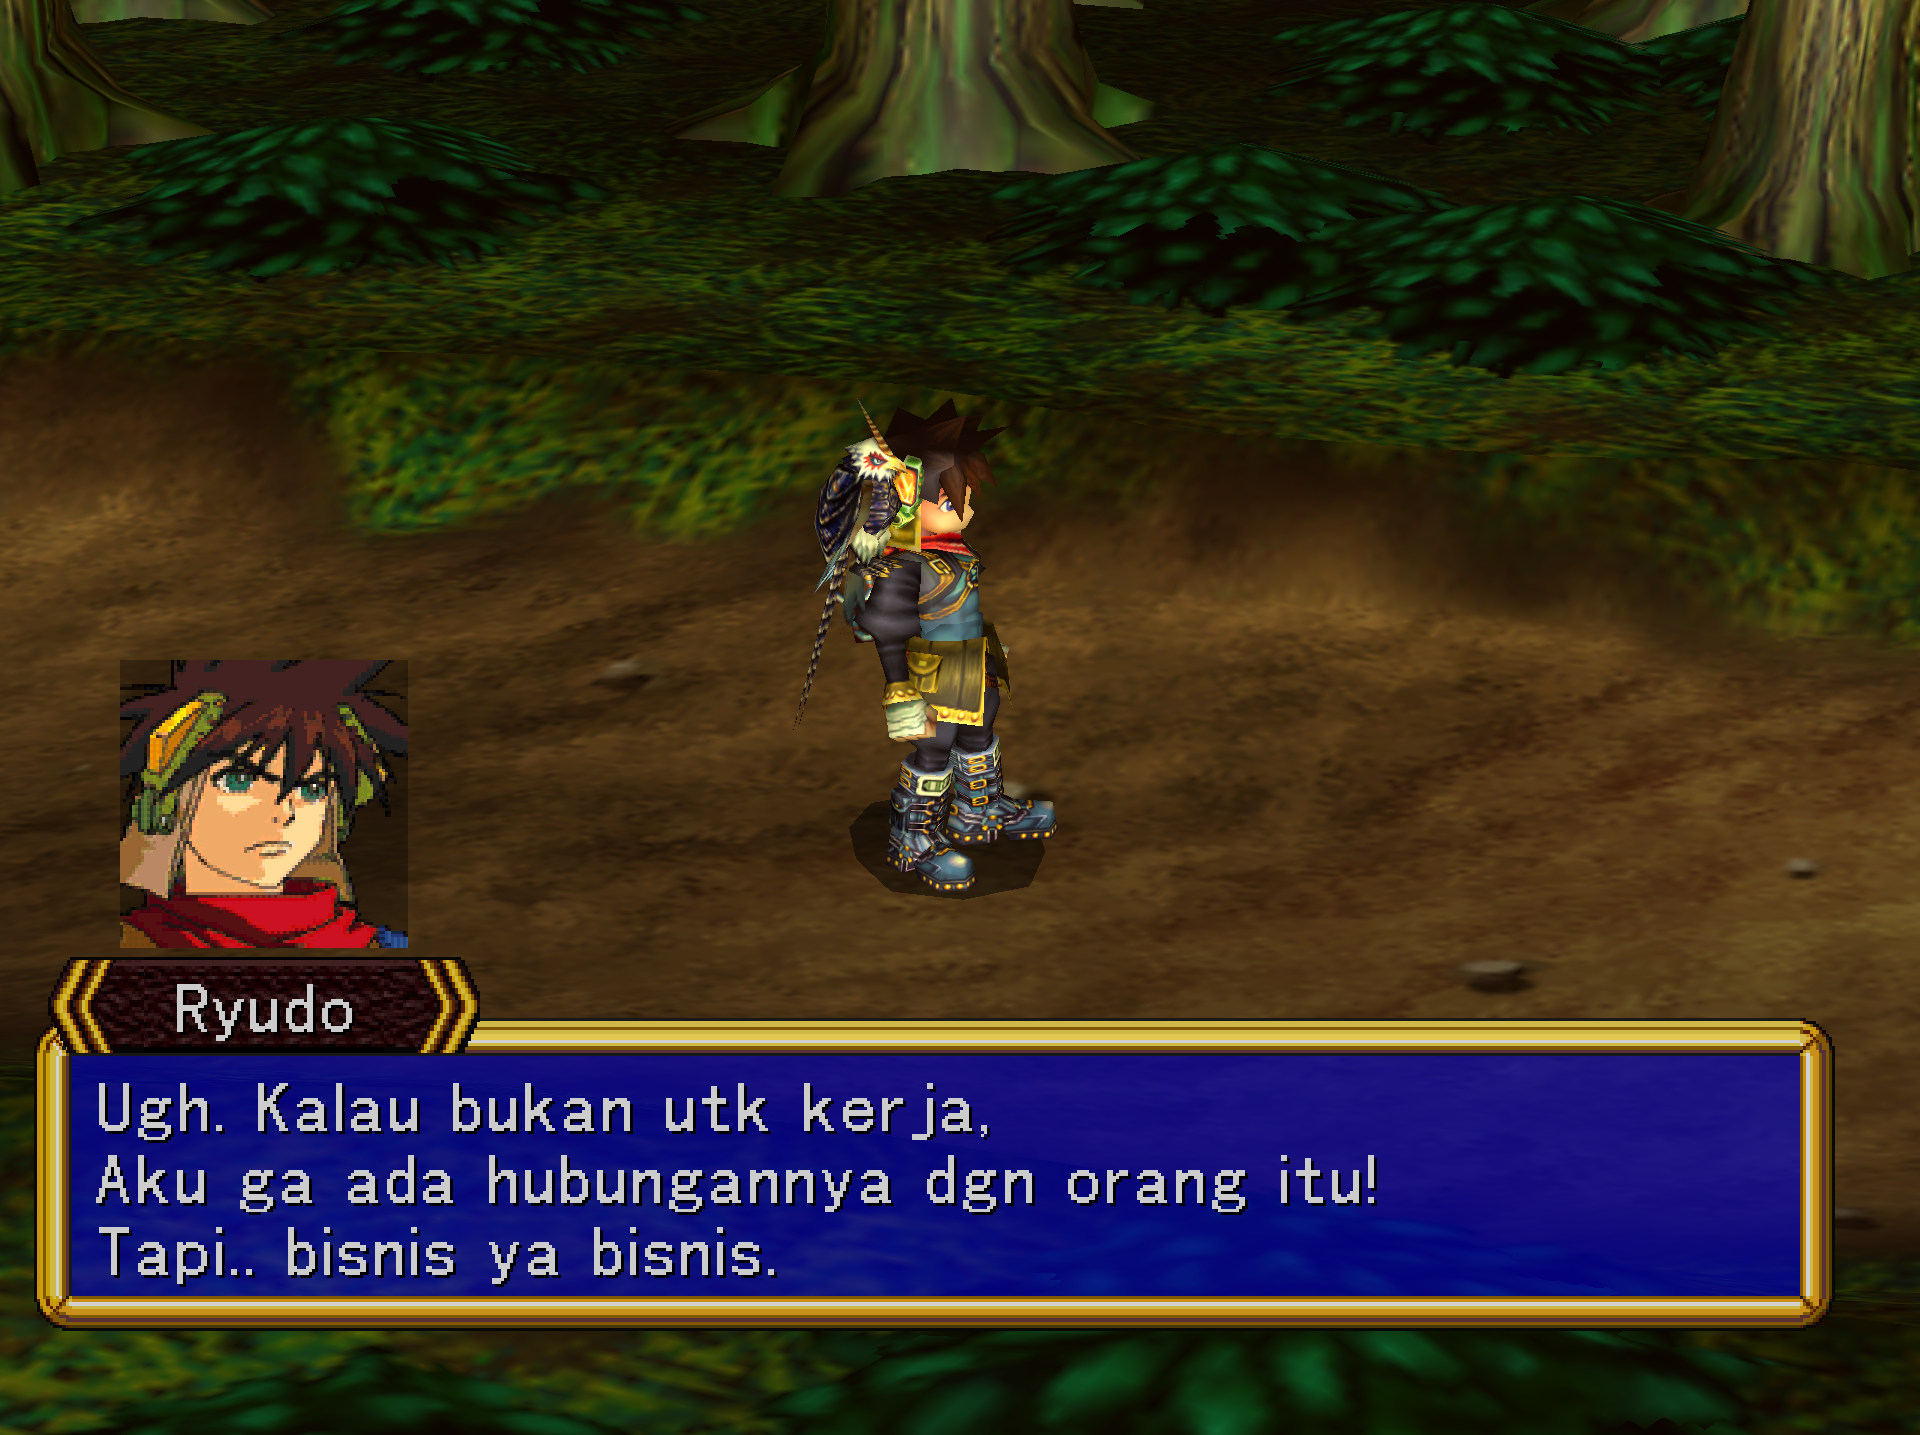 Ryudo
Ugh. Kalau bukan utk kerja,
Aku ga ada hubungannya dgn orang itu!
Tapi.. bisnis ya bisnis.